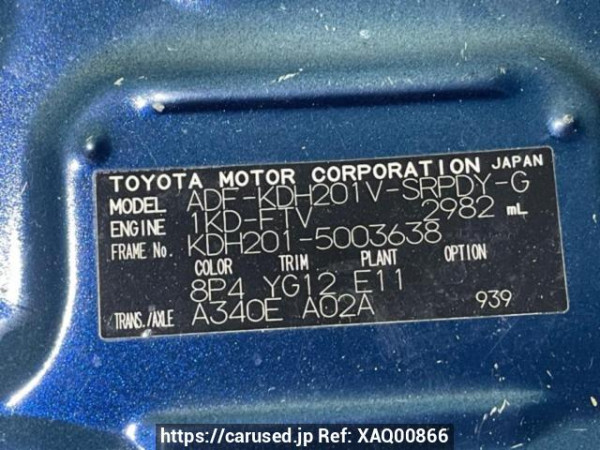 TOYOTA MOTOR CORPORATION JAPAN
MODEL ADF-KDH201V-SRPDY-G
ENGINE 1KD-FTV 2982 mL
FRAME No. KDH201-5003638
COLOR TRIM PLANT OPTION
8P4 YG12 E11
TRANS./AXLE A340E A02A 939
https://carused.jp Ref: XAQ00866